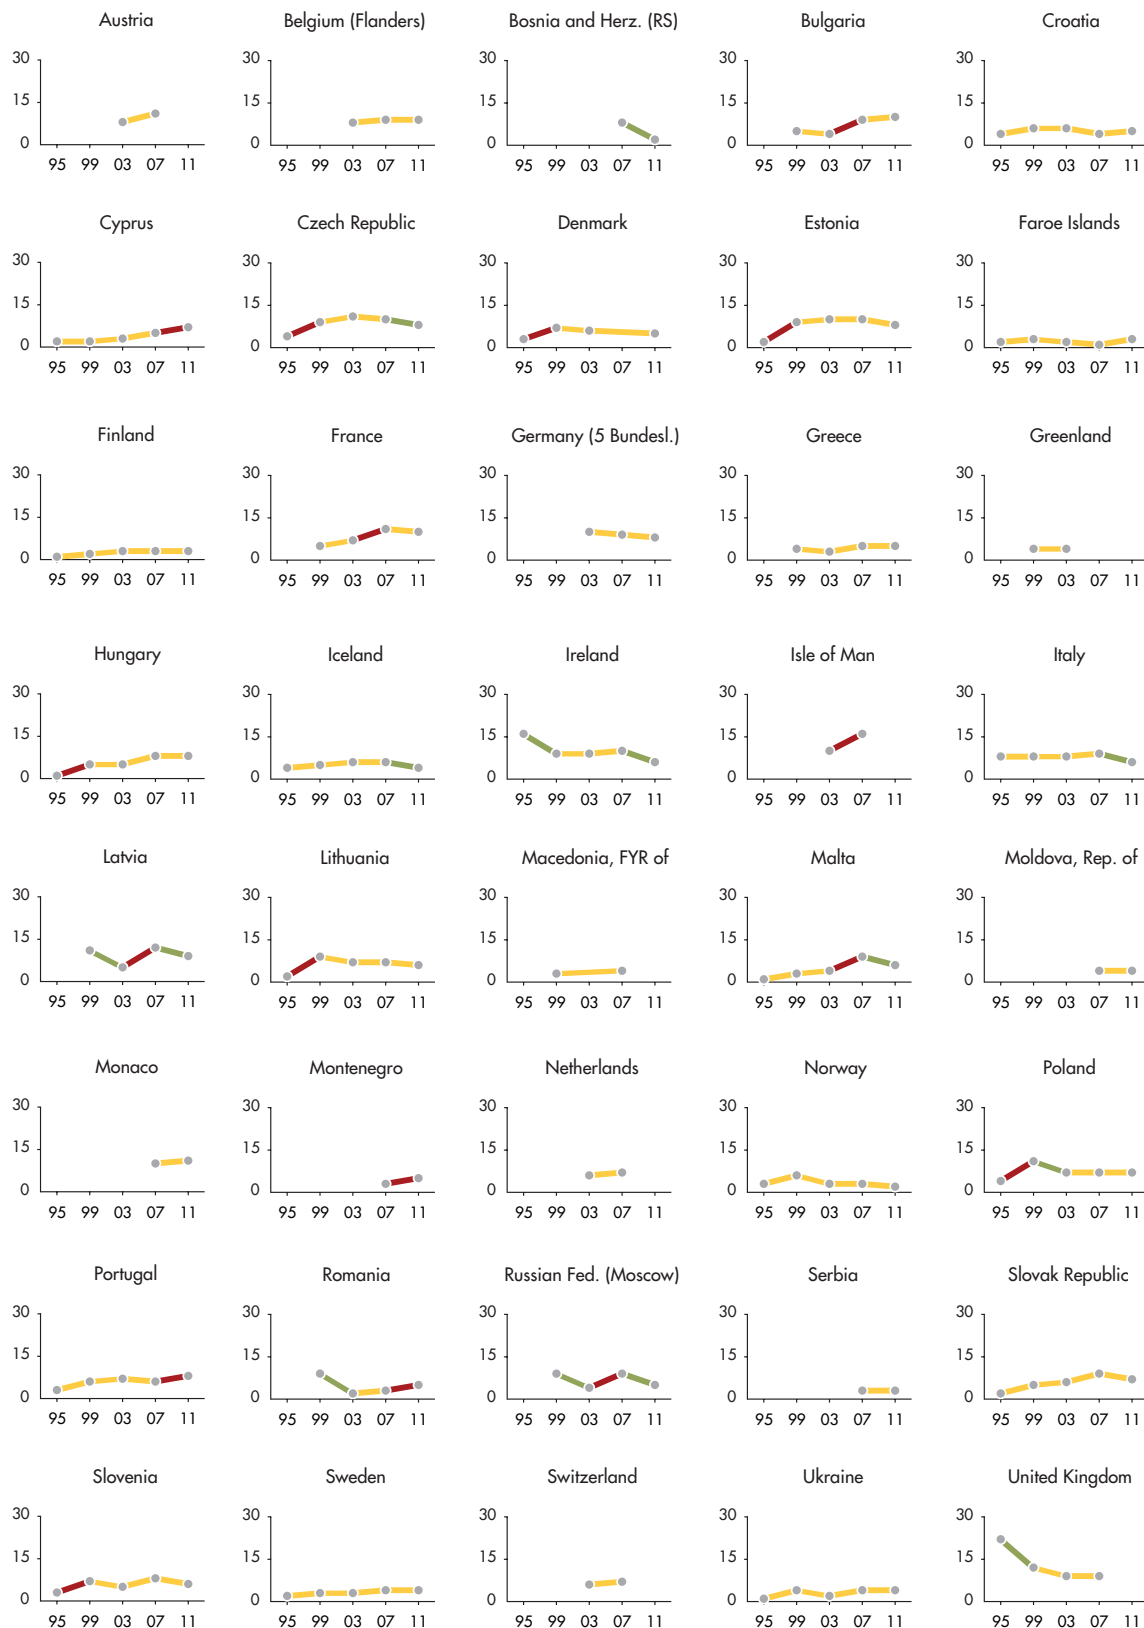 Austria Belgium (Flanders) Bosnia and Herz. (RS) Bulgaria Croatia
30 30 30 30 30
15 15 15 15 15
0 0 0 0 0
95 99 03 07 11 95 99 03 07 11 95 99 03 07 11 95 99 03 07 11 95 99 03 07 11
Cyprus Czech Republic Denmark Estonia Faroe Islands
30 30 30 30 30
15 15 15 15 15
0 0 0 0 0
95 99 03 07 11 95 99 03 07 11 95 99 03 07 11 95 99 03 07 11 95 99 03 07 11
Finland France Germany (5 Bundesl.) Greece Greenland
30 30 30 30 30
15 15 15 15 15
0 0 0 0 0
95 99 03 07 11 95 99 03 07 11 95 99 03 07 11 95 99 03 07 11 95 99 03 07 11
Hungary Iceland Ireland Isle of Man Italy
30 30 30 30 30
15 15 15 15 15
0 0 0 0 0
95 99 03 07 11 95 99 03 07 11 95 99 03 07 11 95 99 03 07 11 95 99 03 07 11
Latvia Lithuania Macedonia, FYR of Malta Moldova, Rep. of
30 30 30 30 30
15 15 15 15 15
0 0 0 0 0
95 99 03 07 11 95 99 03 07 11 95 99 03 07 11 95 99 03 07 11 95 99 03 07 11
Monaco Montenegro Netherlands Norway Poland
30 30 30 30 30
15 15 15 15 15
0 0 0 0 0
95 99 03 07 11 95 99 03 07 11 95 99 03 07 11 95 99 03 07 11 95 99 03 07 11
Portugal Romania Russian Fed. (Moscow) Serbia Slovak Republic
30 30 30 30 30
15 15 15 15 15
0 0 0 0 0
95 99 03 07 11 95 99 03 07 11 95 99 03 07 11 95 99 03 07 11 95 99 03 07 11
Slovenia Sweden Switzerland Ukraine United Kingdom
30 30 30 30 30
15 15 15 15 15
0 0 0 0 0
95 99 03 07 11 95 99 03 07 11 95 99 03 07 11 95 99 03 07 11 95 99 03 07 11